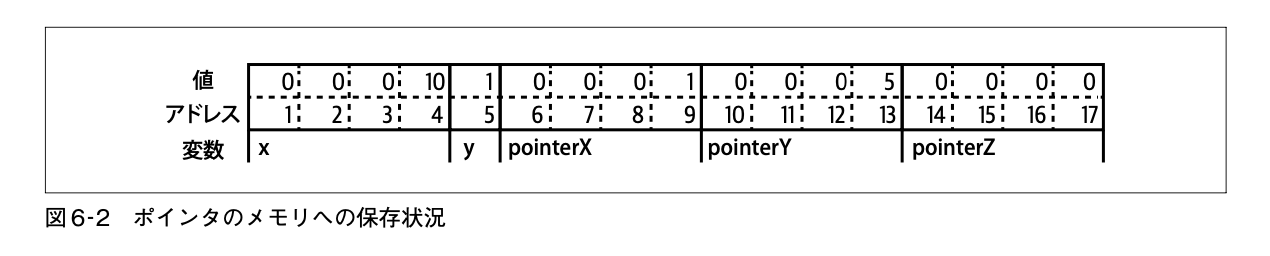 値 0 0 0 10 1 0 0 0 1 0 0 0 5 0 0 0 0
アドレス 1 2 3 4 5 6 7 8 9 10 11 12 13 14 15 16 17
変数 x y pointerX pointerY pointerZ
図6-2 ポインタのメモリへの保存状況